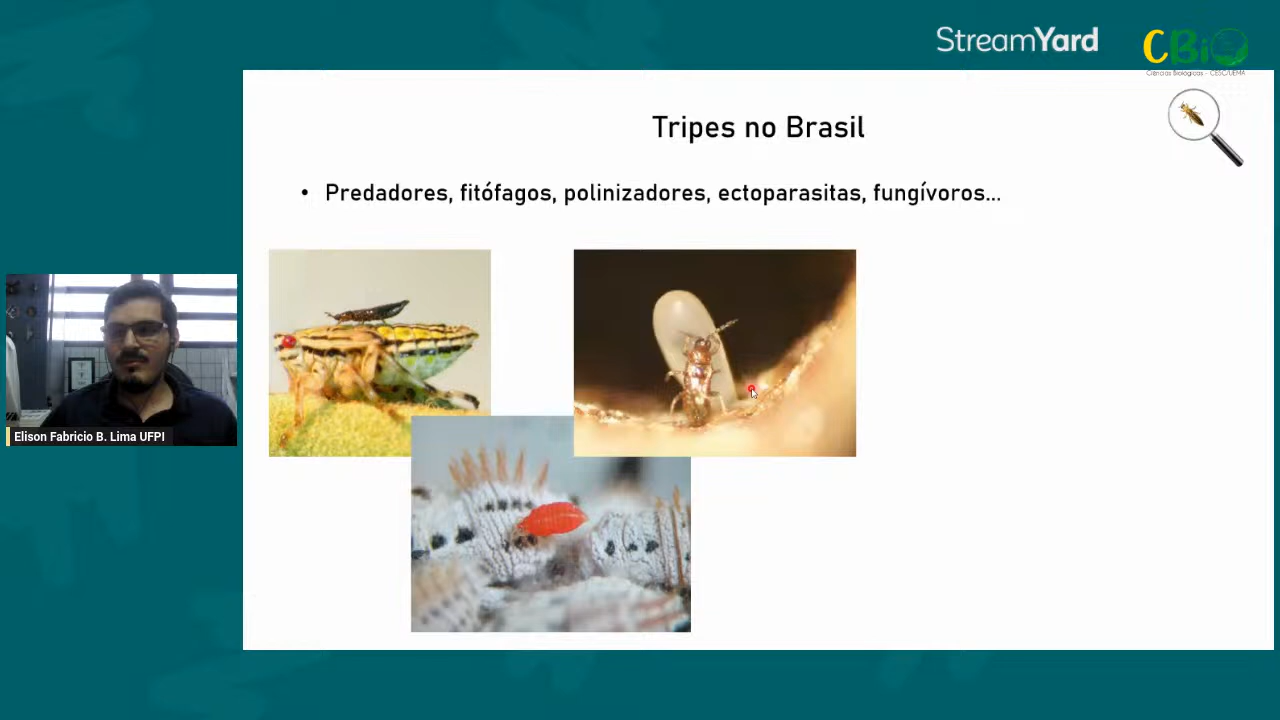 StreamYard
CBiO
Ciências Biológicas - CESC/UEMA
Tripes no Brasil
• Predadores, fitófagos, polinizadores, ectoparasitas, fungívoros...
Elison Fabricio B. Lima UFPI